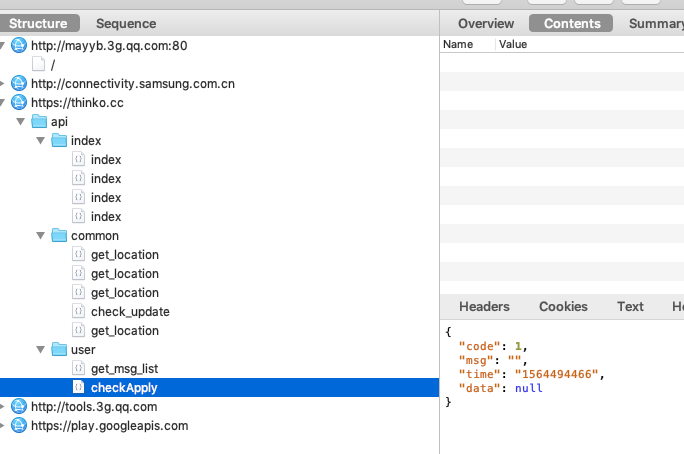 Structure Sequence
http://mayyb.3g.qq.com:80
/
http://connectivity.samsung.com.cn
https://thinko.cc
api
index
index
index
index
index
common
get_location
get_location
get_location
check_update
get_location
user
get_msg_list
checkApply
http://tools.3g.qq.com
https://play.googleapis.com
Overview Contents Summary
Name Value
Headers Cookies Text
{
"code": 1,
"msg": "",
"time": "1564494466",
"data": null
}